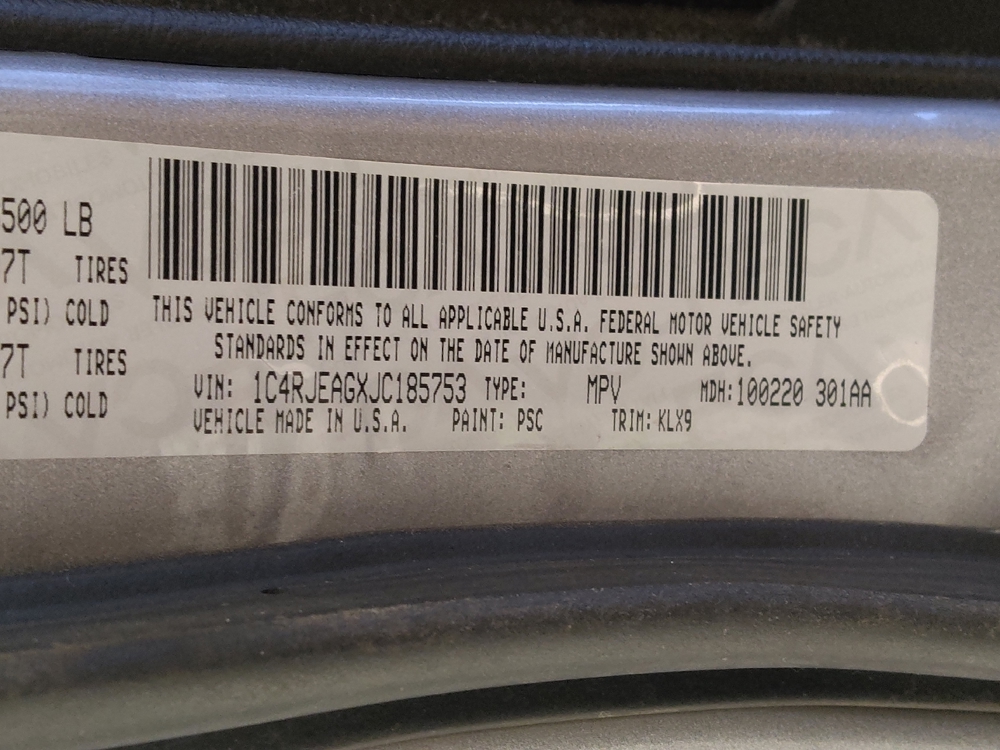 500 LB
7T TIRES
PSI) COLD
7T TIRES
PSI) COLD
THIS VEHICLE CONFORMS TO ALL APPLICABLE U.S.A. FEDERAL MOTOR VEHICLE SAFETY
STANDARDS IN EFFECT ON THE DATE OF MANUFACTURE SHOWN ABOVE.
VIN: 1C4RJEAGXJC185753 TYPE: MPV MDH:100220 301AA
VEHICLE MADE IN U.S.A. PAINT: PSC TRIM: KLX9